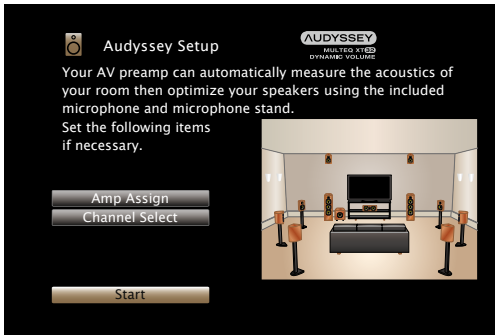 Audyssey Setup
AUDYSSEY
MULTEQ XT32
DYNAMIC VOLUME
Your AV preamp can automatically measure the acoustics of
your room then optimize your speakers using the included
microphone and microphone stand.
Set the following items
if necessary.
Amp Assign
Channel Select
Start